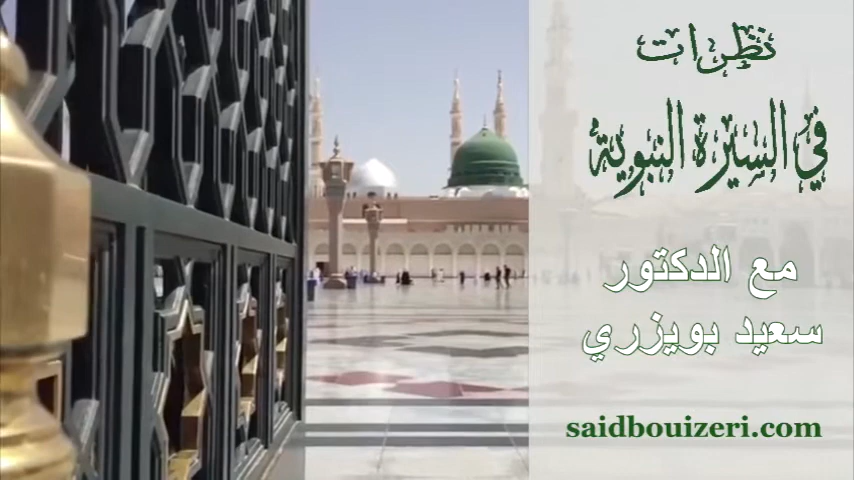 نظرات
في السيرة النبوية
مع الدكتور
سعيد بويزري
saidbouizeri.com